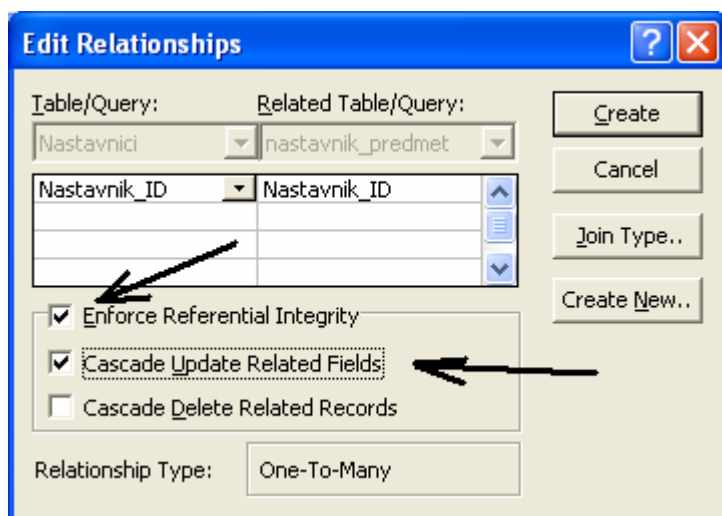 Edit Relationships
Table/Query: Related Table/Query:
Nastavnici nastavnik_predmet
Nastavnik_ID Nastavnik_ID
Enforce Referential Integrity
Cascade Update Related Fields
Cascade Delete Related Records
Relationship Type: One-To-Many
Create
Cancel
Join Type..
Create New..